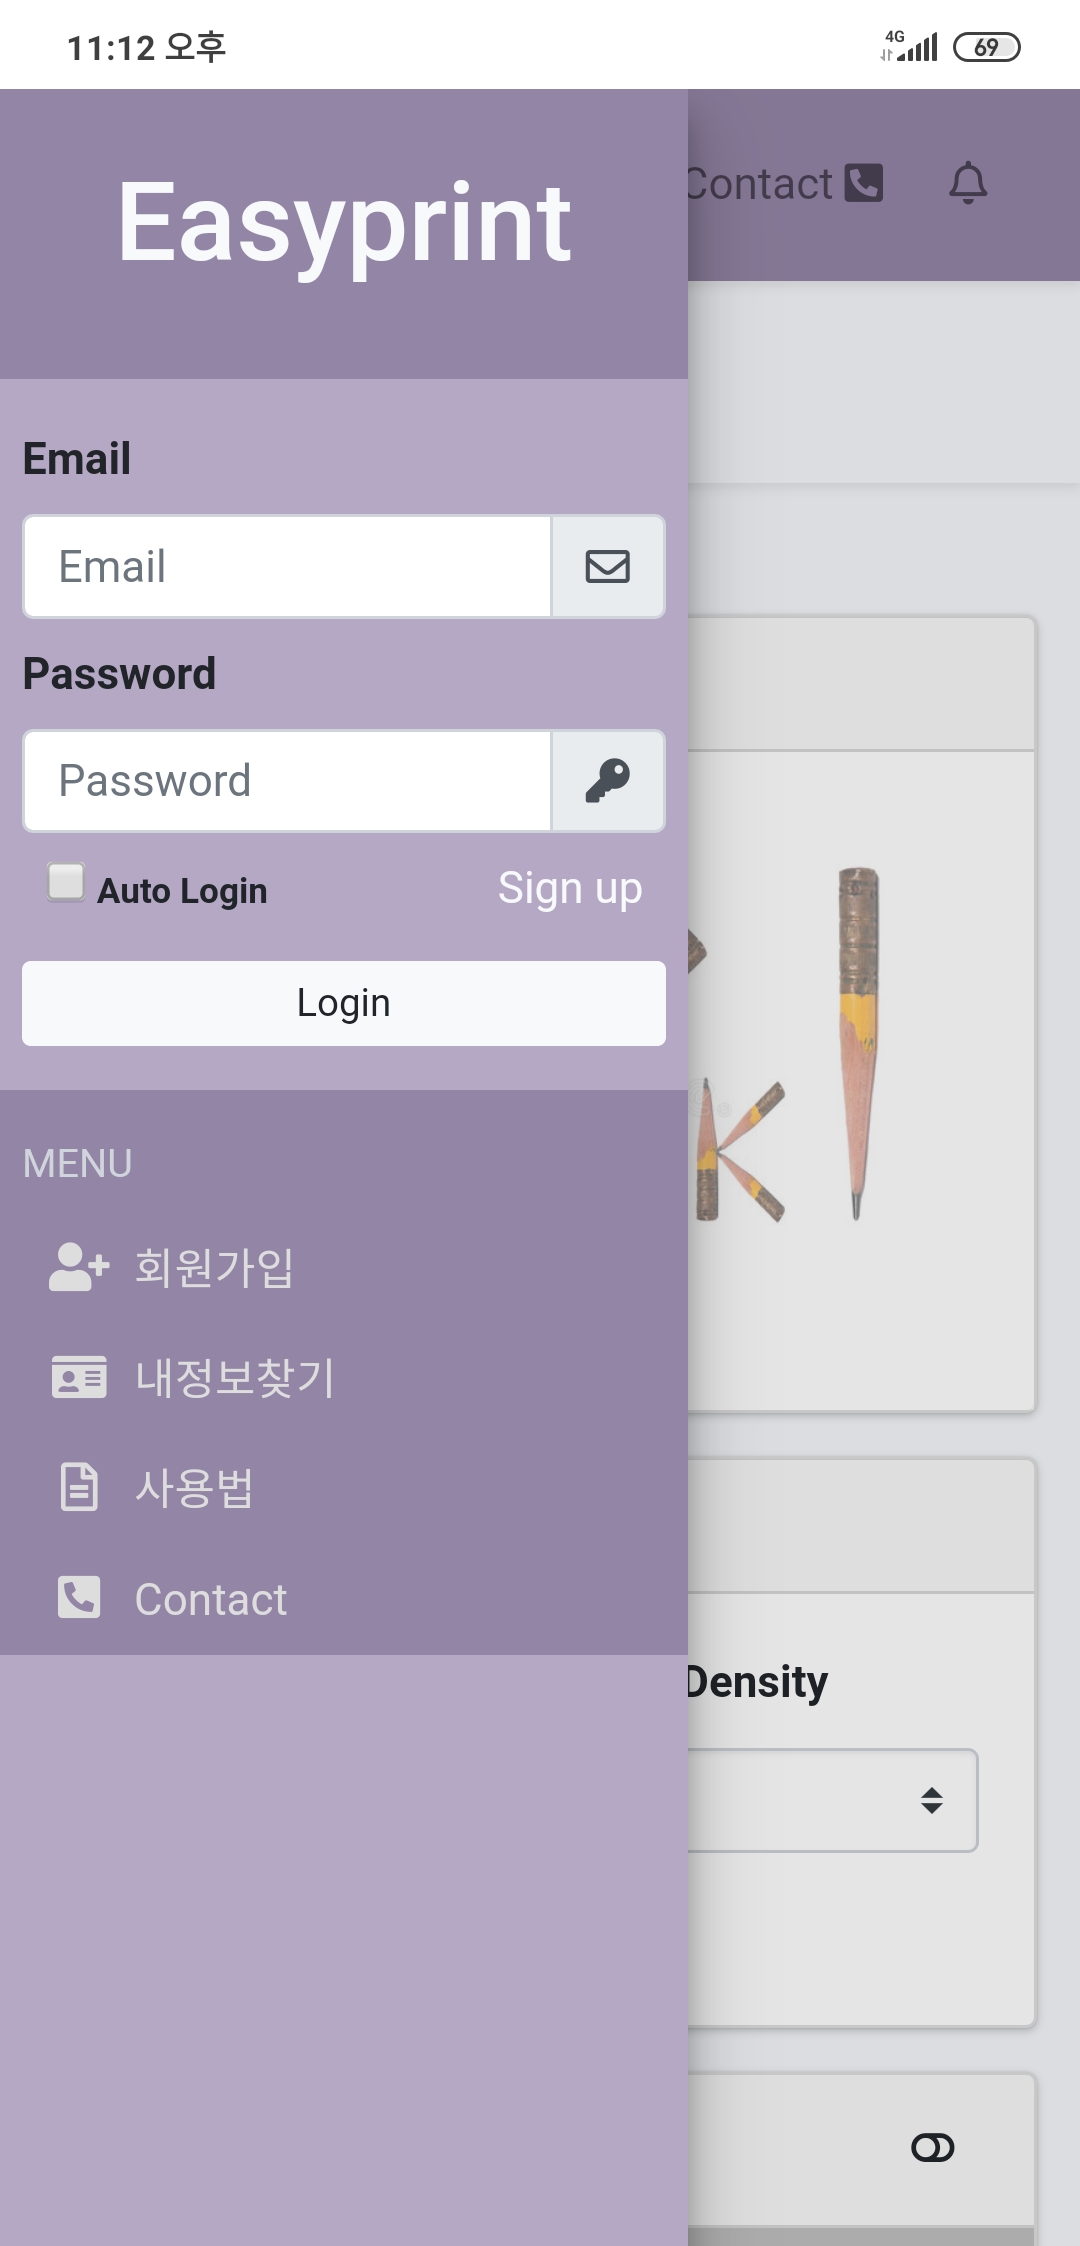 11:12 오후
4G
69
Easyprint
Contact
Email
Email
Password
Password
Auto Login
Sign up
Login
MENU
회원가입
내정보찾기
사용법
Contact
Density